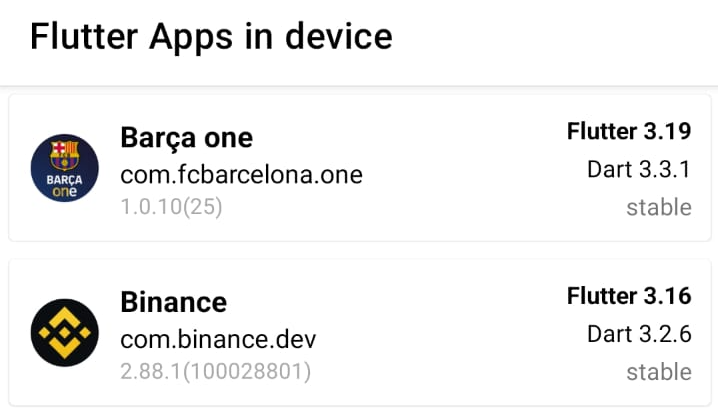 Flutter Apps in device
BARÇA
one
Barça one
com.fcbarcelona.one
1.0.10(25)
Flutter 3.19
Dart 3.3.1
stable
Binance
com.binance.dev
2.88.1(100028801)
Flutter 3.16
Dart 3.2.6
stable